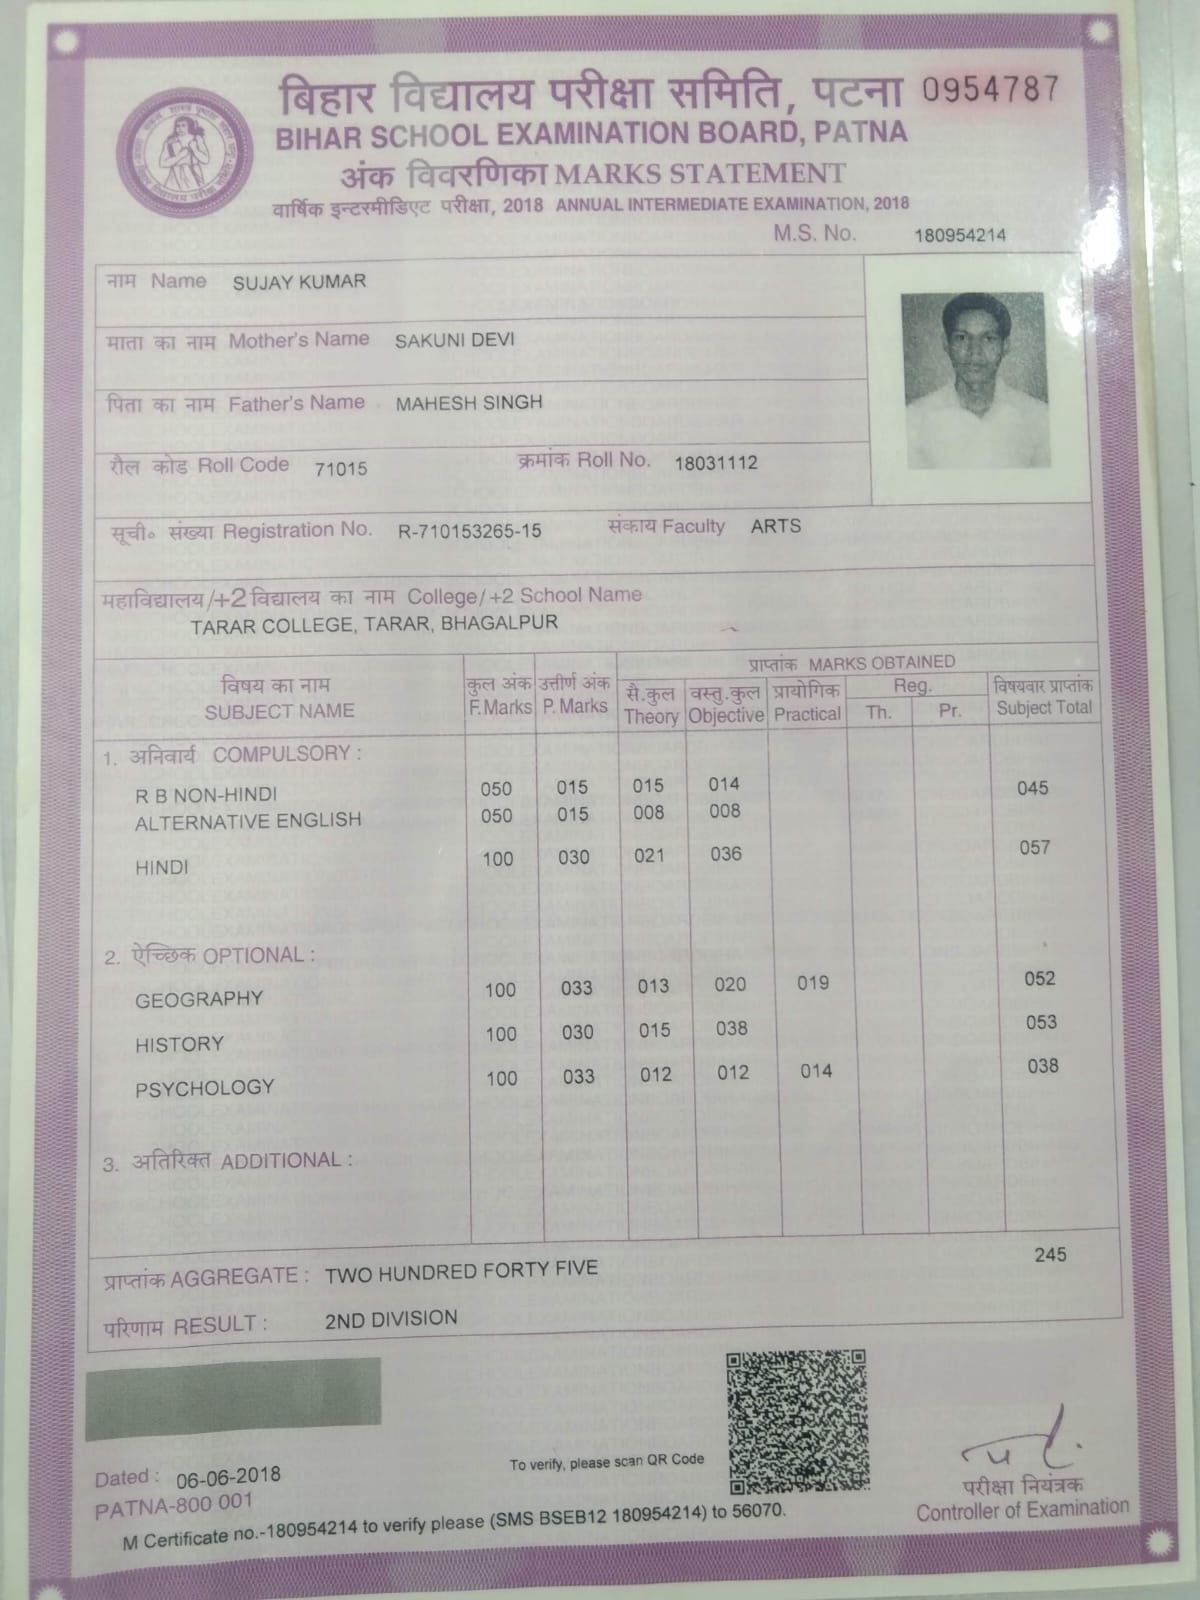 बिहार विद्यालय परीक्षा समिति, पटना 0954787
BIHAR SCHOOL EXAMINATION BOARD, PATNA
अंक विवरणिका MARKS STATEMENT
वार्षिक इन्टरमीडिएट परीक्षा, 2018 ANNUAL INTERMEDIATE EXAMINATION, 2018
M.S. No. 180954214
नाम Name SUJAY KUMAR
माता का नाम Mother's Name SAKUNI DEVI
पिता का नाम Father's Name MAHESH SINGH
रौल कोड Roll Code 71015 क्रमांक Roll No. 18031112
सूची॰ संख्या Registration No. R-710153265-15 संकाय Faculty ARTS
महाविद्यालय/+2 विद्यालय का नाम College/+2 School Name
TARAR COLLEGE, TARAR, BHAGALPUR
विषय का नाम SUBJECT NAME कुल अंक F.Marks उत्तीर्ण अंक P. Marks प्राप्तांक MARKS OBTAINED
सै.कुल Theory वस्तु.कुल Objective प्रायोगिक Practical Reg. Th. Pr. विषयवार प्राप्तांक Subject Total
1. अनिवार्य COMPULSORY :
R B NON-HINDI 050 015 015 014 045
ALTERNATIVE ENGLISH 050 015 008 008
HINDI 100 030 021 036 057
2. ऐच्छिक OPTIONAL :
GEOGRAPHY 100 033 013 020 019 052
HISTORY 100 030 015 038 053
PSYCHOLOGY 100 033 012 012 014 038
3. अतिरिक्त ADDITIONAL :
प्राप्तांक AGGREGATE : TWO HUNDRED FORTY FIVE 245
परिणाम RESULT : 2ND DIVISION
Dated : 06-06-2018
PATNA-800 001
To verify, please scan QR Code
परीक्षा नियंत्रक
Controller of Examination
M Certificate no.-180954214 to verify please (SMS BSEB12 180954214) to 56070.